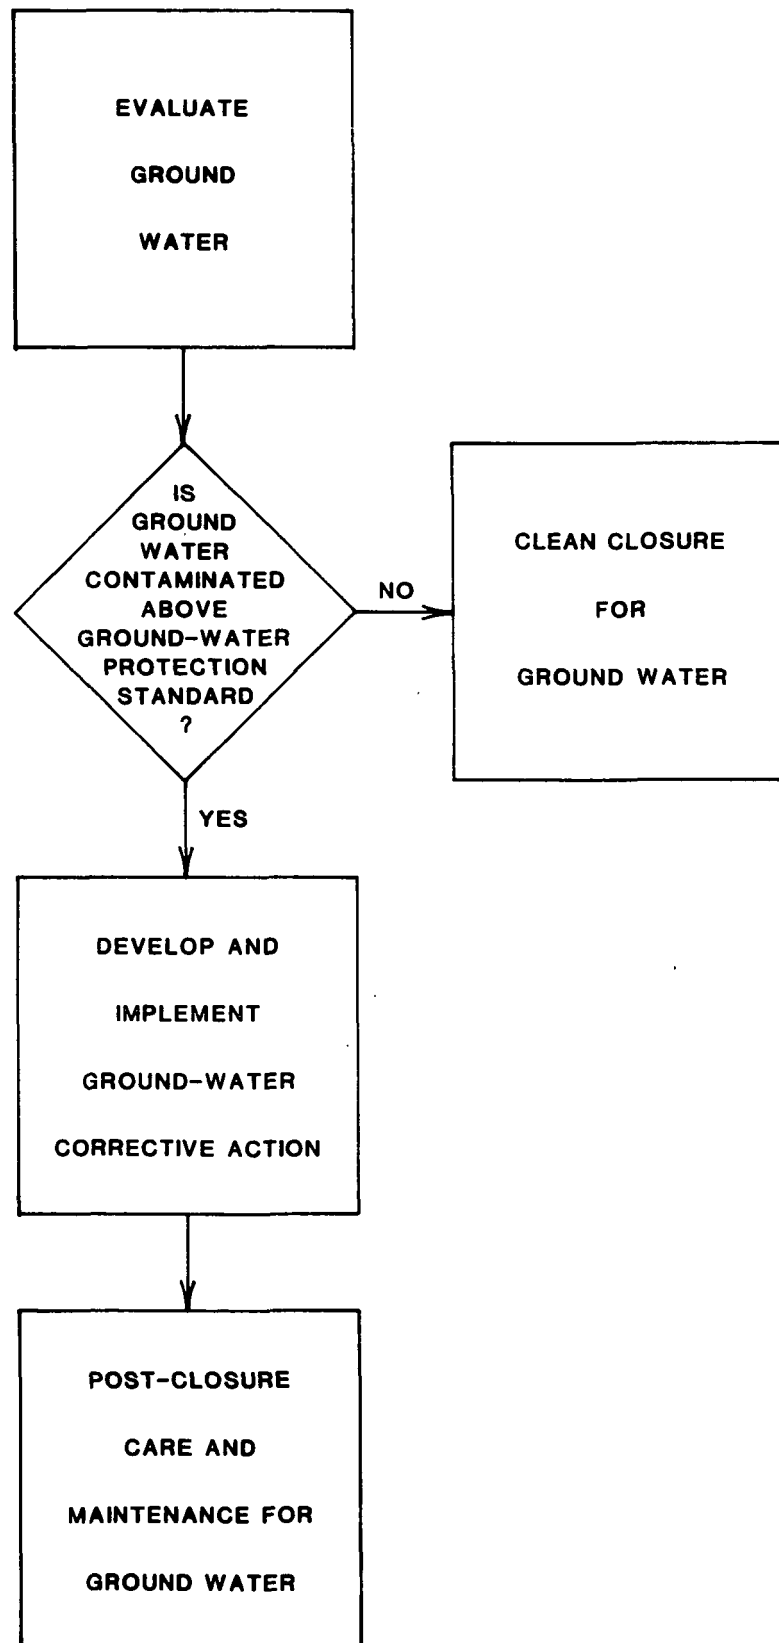 EVALUATE
GROUND
WATER
IS
GROUND
WATER
CONTAMINATED
ABOVE
GROUND-WATER
PROTECTION
STANDARD
?
NO
CLEAN CLOSURE
FOR
GROUND WATER
YES
DEVELOP AND
IMPLEMENT
GROUND-WATER
CORRECTIVE ACTION
POST-CLOSURE
CARE AND
MAINTENANCE FOR
GROUND WATER